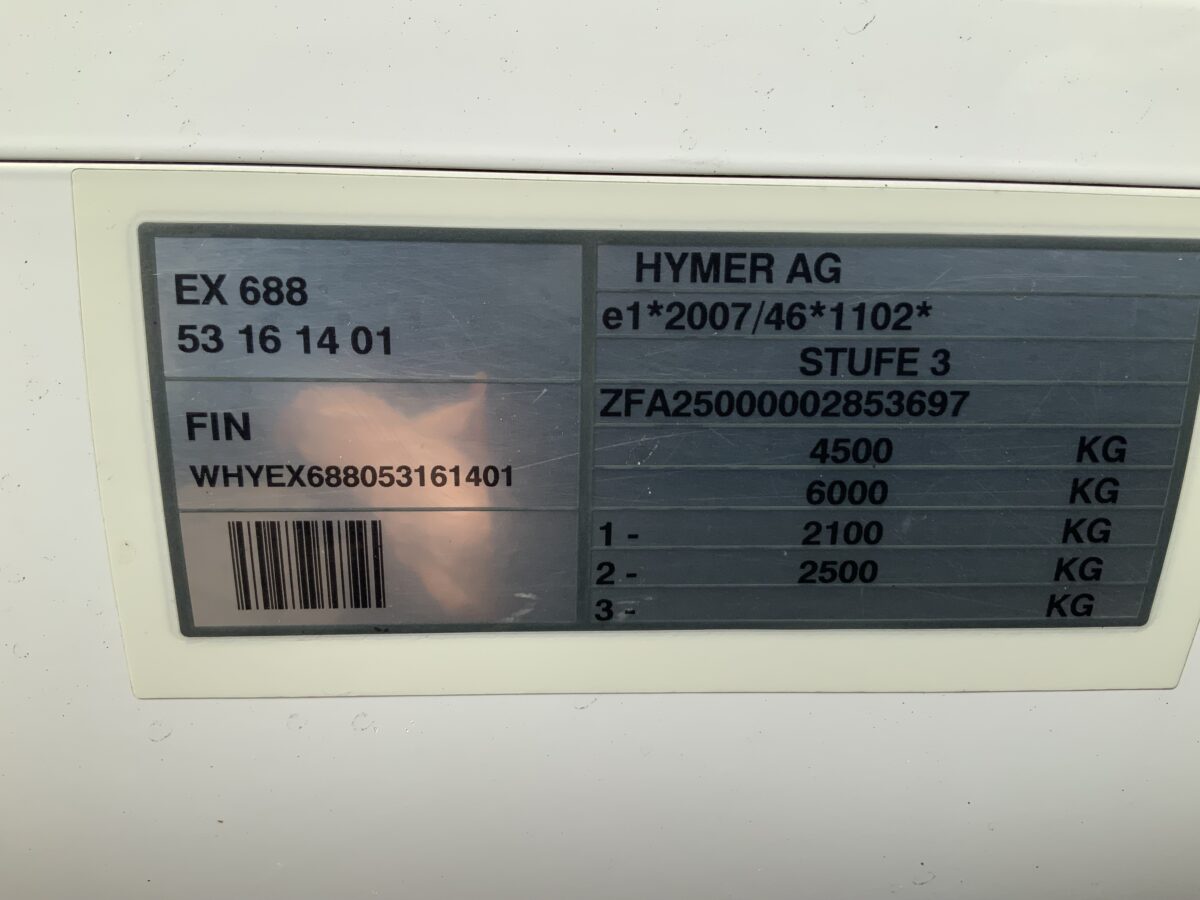 EX 688
53 16 14 01
FIN
WHYEX688053161401
HYMER AG
e1*2007/46*1102*
STUFE 3
ZFA25000002853697
4500 KG
6000 KG
1 - 2100 KG
2 - 2500 KG
3 - KG